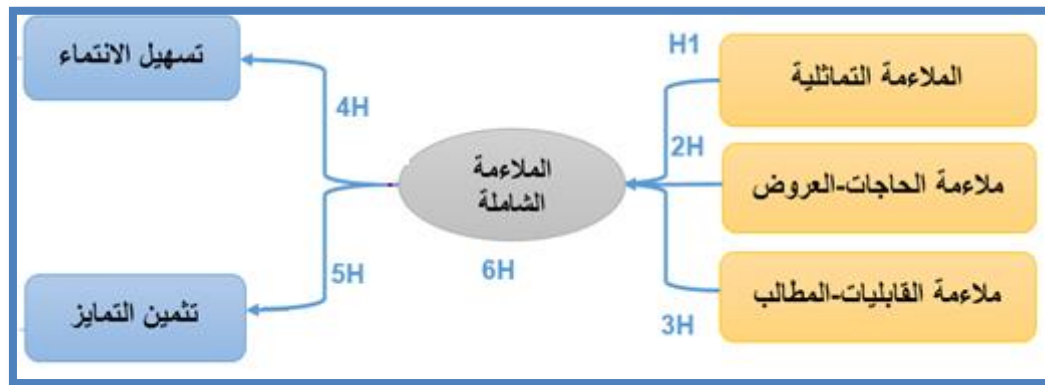 H1
الملاءمة التماثلية
2H
ملاءمة الحاجات-العروض
3H
ملاءمة القابليات-المطالب
الملاءمة
الشاملة
6H
4H
تسهيل الانتماء
5H
تثمين التمايز